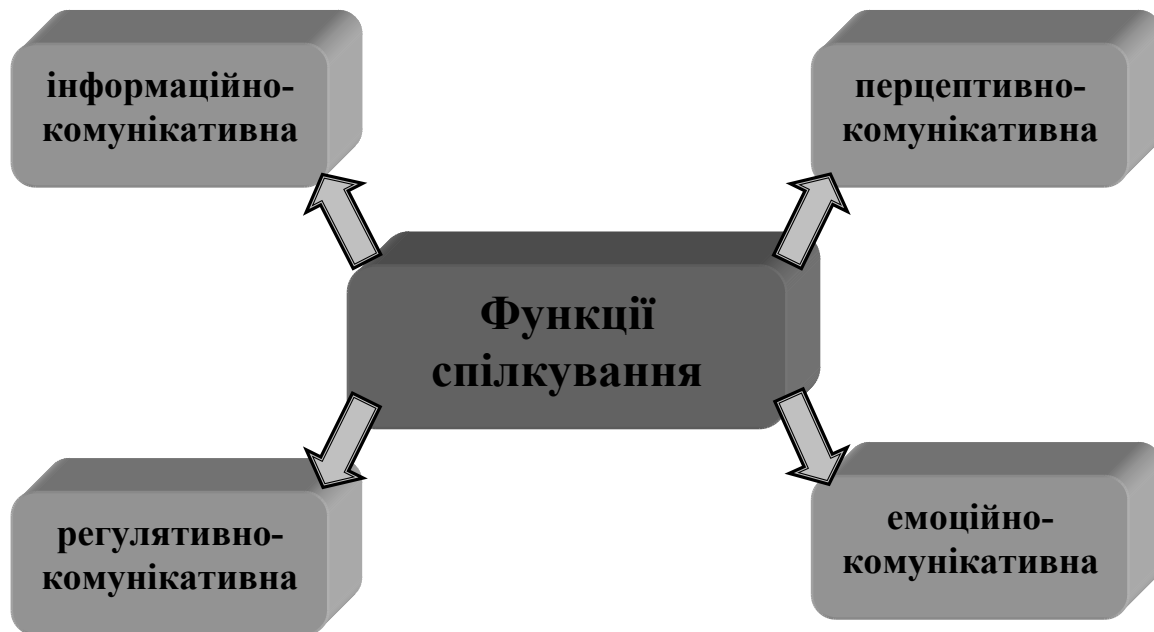 інформаційно-
комунікативна
перцептивно-
комунікативна
Функції
спілкування
регулятивно-
комунікативна
емоційно-
комунікативна